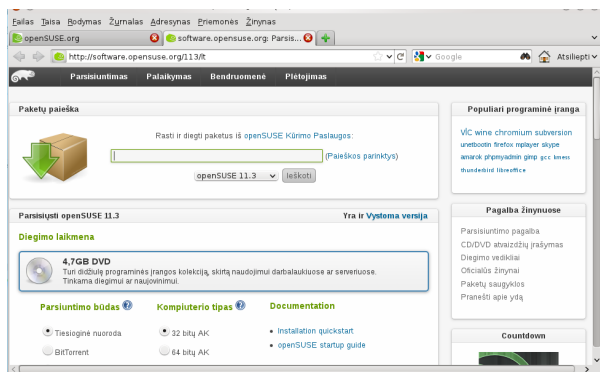 Failas Taisa Rodymas Žurnalas Adresynas Priemonės Žinynas
openSUSE.org
software.opensuse.org: Parsis...
http://software.opensuse.org/113/lt
Google
Atsiliepti
Parsisiuntimas Palaikymas Bendruomenė Plėtojimas
Paketų paieška
Rasti ir diegti paketus iš openSUSE Kūrimo Paslaugos:
(Paieškos parinktys)
openSUSE 11.3
Ieškoti
Parsisiųsti openSUSE 11.3
Yra ir Vystoma versija
Diegimo laikmena
4,7GB DVD
Turi didžiulę programinės įrangos kolekciją, skirtą naudojimui darbalaukiuose ar serveriuose.
Tinkama diegimui ar naujovinimui.
Parsiuntimo būdas
Tiesioginė nuoroda
BitTorrent
Kompiuterio tipas
32 bitų AK
64 bitų AK
Documentation
Installation quickstart
openSUSE startup guide
Populiari programinė įranga
VlC wine chromium subversion
unetbootin firefox mplayer skype
amarok phpmyadmin gimp gcc kmess
thunderbird libreoffice
Pagalba žinynuose
Parsisiuntimo pagalba
CD/DVD atvaizdžių įrašymas
Diegimo vedikliai
Oficialūs žinynai
Paketų saugyklos
Pranešti apie ydą
Countdown